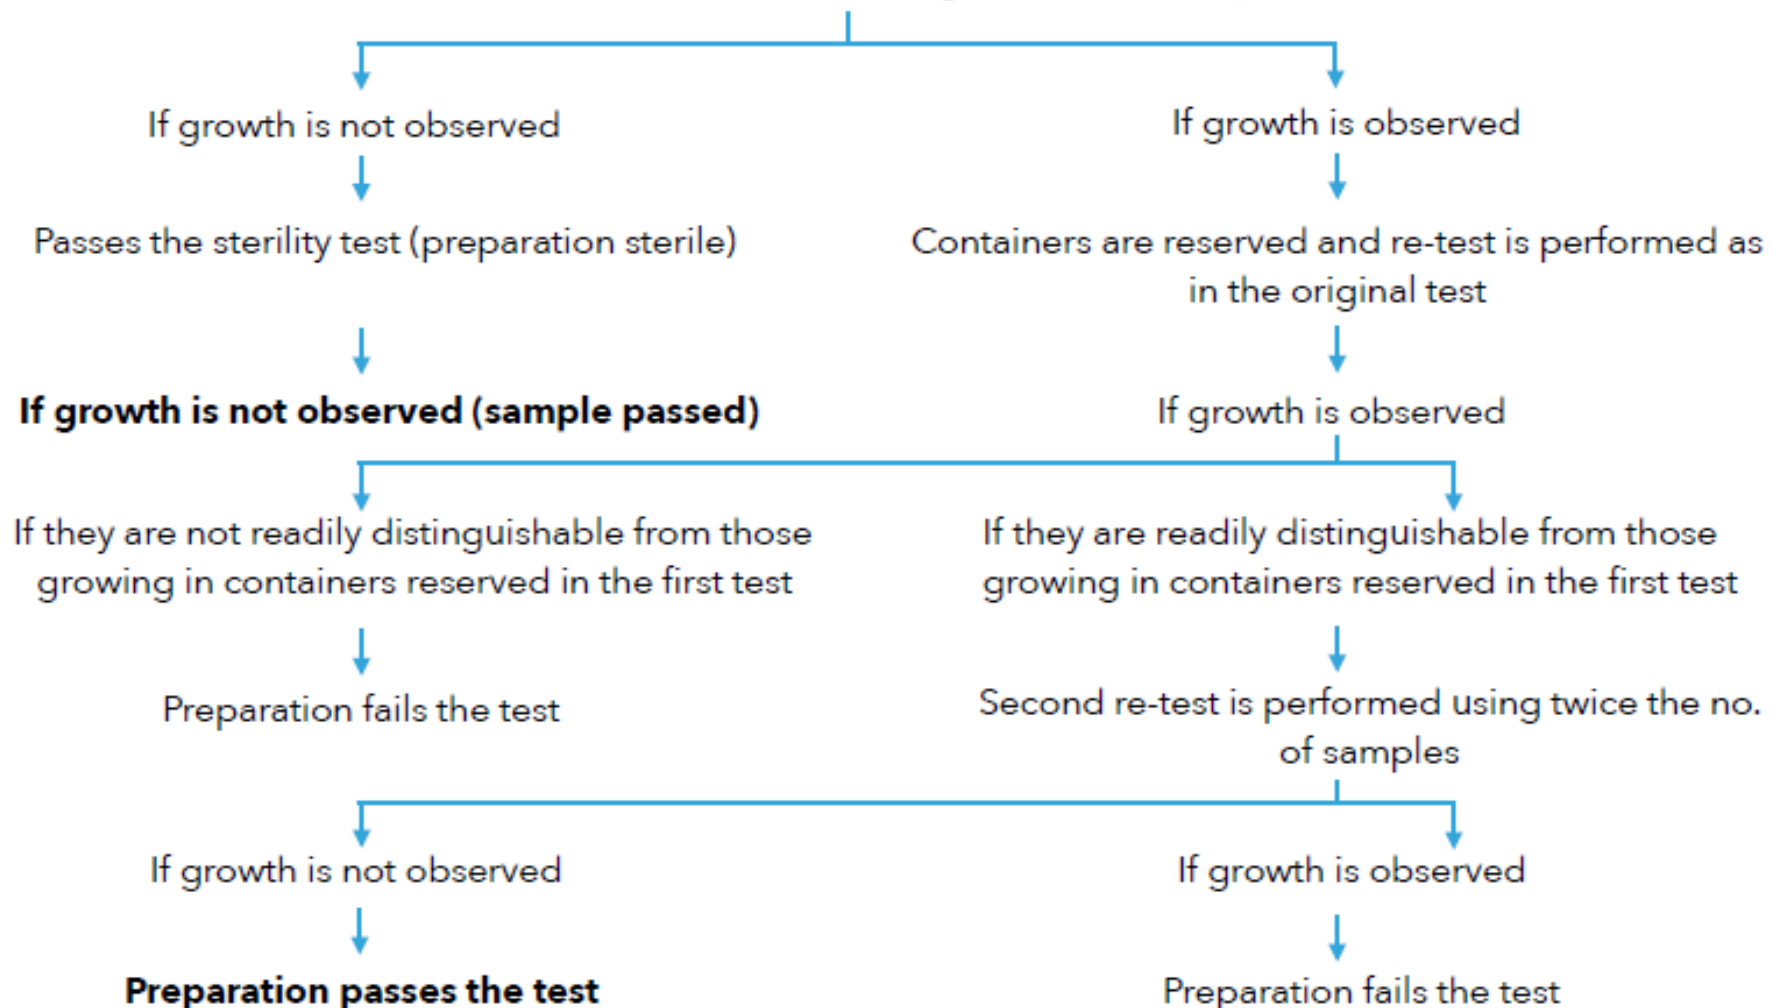 If growth is not observed
If growth is observed
Passes the sterility test (preparation sterile)
Containers are reserved and re-test is performed as
in the original test
If growth is not observed (sample passed)
If growth is observed
If they are not readily distinguishable from those
growing in containers reserved in the first test
If they are readily distinguishable from those
growing in containers reserved in the first test
Preparation fails the test
Second re-test is performed using twice the no.
of samples
If growth is not observed
If growth is observed
Preparation passes the test
Preparation fails the test